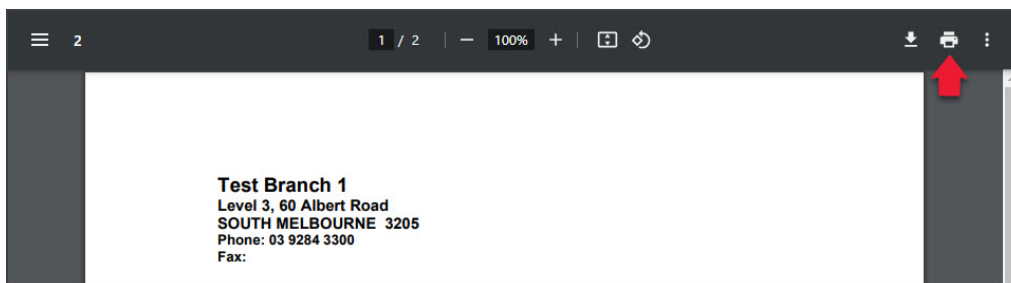 2 1 / 2 100%
Test Branch 1
Level 3, 60 Albert Road
SOUTH MELBOURNE 3205
Phone: 03 9284 3300
Fax: